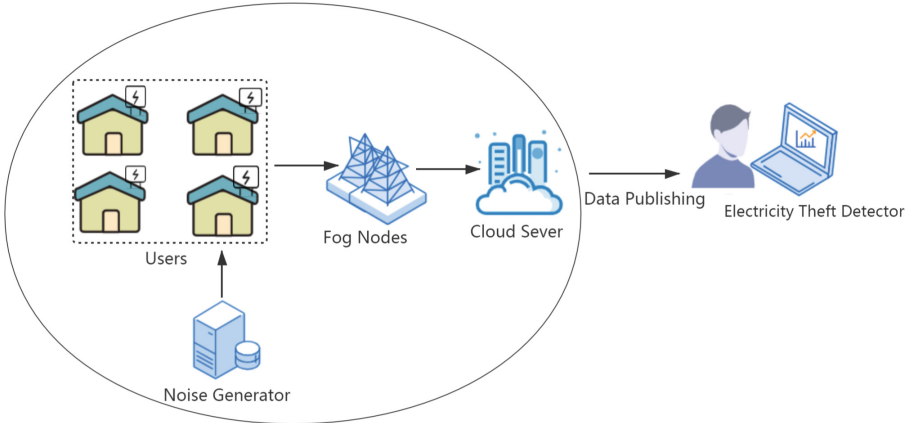 Users
Fog Nodes
Cloud Sever
Data Publishing
Electricity Theft Detector
Noise Generator